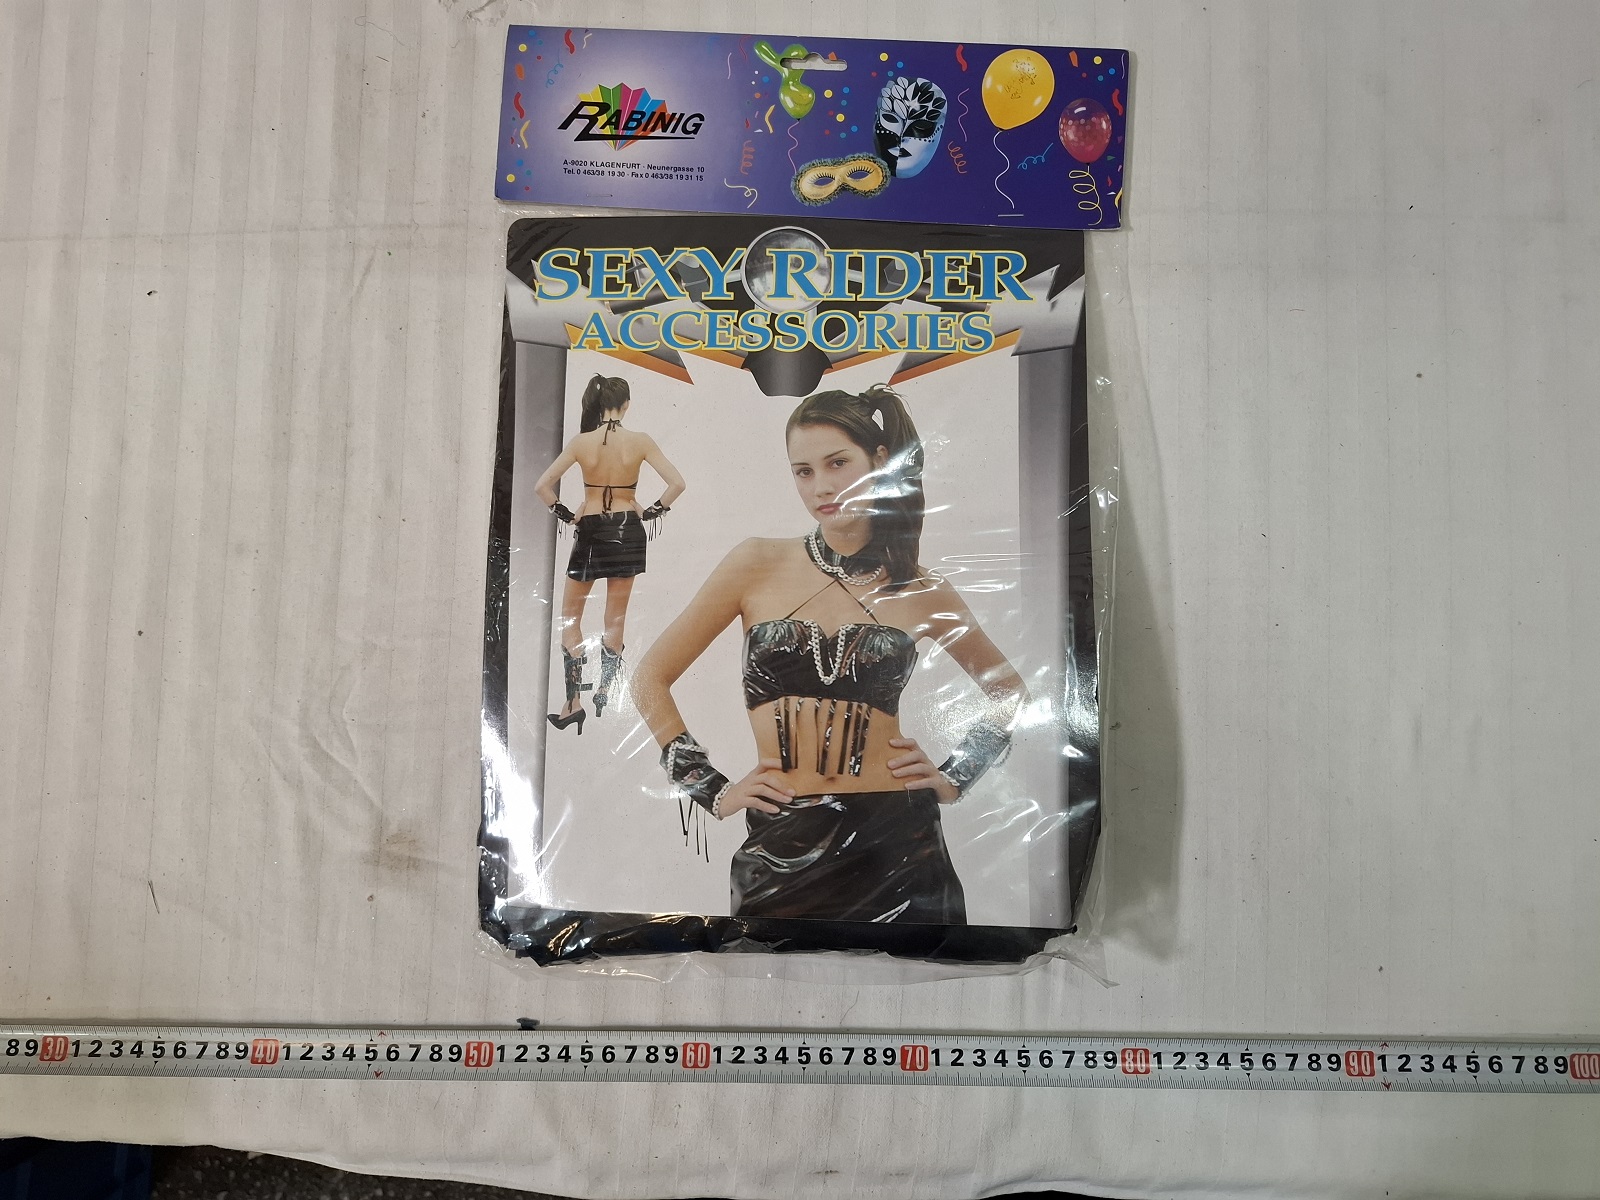 RABINIG
A-9020 KLAGENFURT · Neunergasse 10
Tel. 0 463/38 19 30 · Fax 0 463/38 19 31 15
SEXY RIDER
ACCESSORIES
8 9 30 1 2 3 4 5 6 7 8 9 40 1 2 3 4 5 6 7 8 9 50 1 2 3 4 5 6 7 8 9 60 1 2 3 4 5 6 7 8 9 70 1 2 3 4 5 6 7 8 9 80 1 2 3 4 5 6 7 8 9 90 1 2 3 4 5 6 7 8 9 100